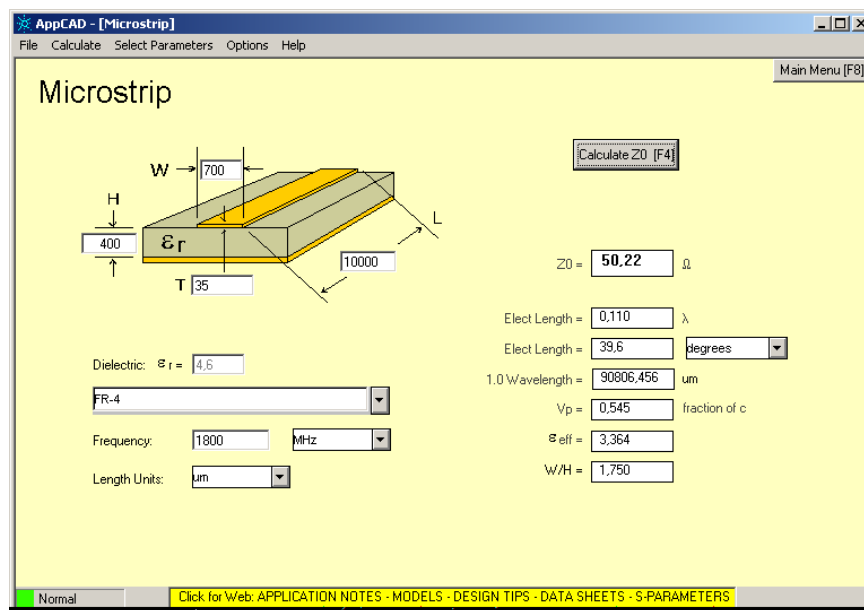 AppCAD - [Microstrip]
File Calculate Select Parameters Options Help
Main Menu [F8]
Microstrip
Calculate Z0 [F4]
W 700
H
L
400
εr
10000
T 35
Z0 = 50,22 Ω
Elect Length = 0,110 λ
Elect Length = 39,6 degrees
1.0 Wavelength = 90806,456 um
Vp = 0,545 fraction of c
ε eff = 3,364
W/H = 1,750
Dielectric: ε r = 4,6
FR-4
Frequency: 1800 MHz
Length Units: um
Normal
Click for Web: APPLICATION NOTES - MODELS - DESIGN TIPS - DATA SHEETS - S-PARAMETERS